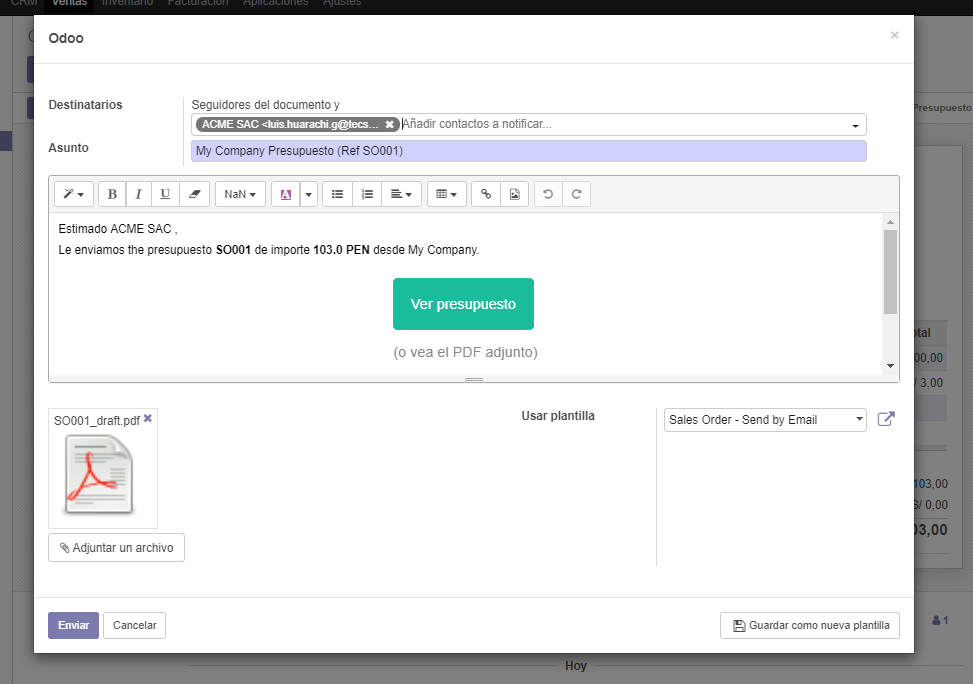 CRM Ventas Inventario Facturación Aplicaciones Ajustes
Odoo ×
Destinatarios Seguidores del documento y
ACME SAC <luis.huarachi.g@tecs... ✖ Añadir contactos a notificar...
Asunto My Company Presupuesto (Ref SO001)
Presupuesto
B I U NaN A
Estimado ACME SAC ,
Le enviamos the presupuesto SO001 de importe 103.0 PEN desde My Company.
Ver presupuesto
(o vea el PDF adjunto)
00,00
/ 3,00
SO001_draft.pdf ✖
Usar plantilla Sales Order - Send by Email
Adjuntar un archivo
103,00
S/ 0,00
03,00
Enviar Cancelar Guardar como nueva plantilla
1
Hoy